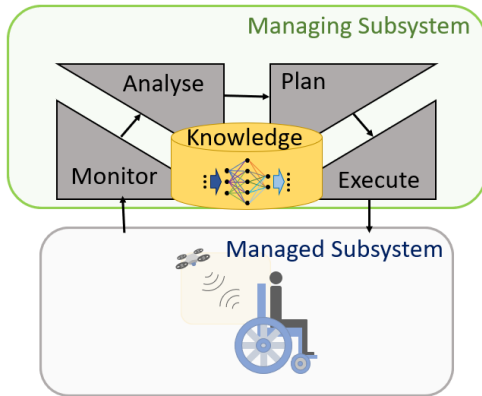 Managing Subsystem
Analyse
Plan
Knowledge
Monitor
Execute
Managed Subsystem